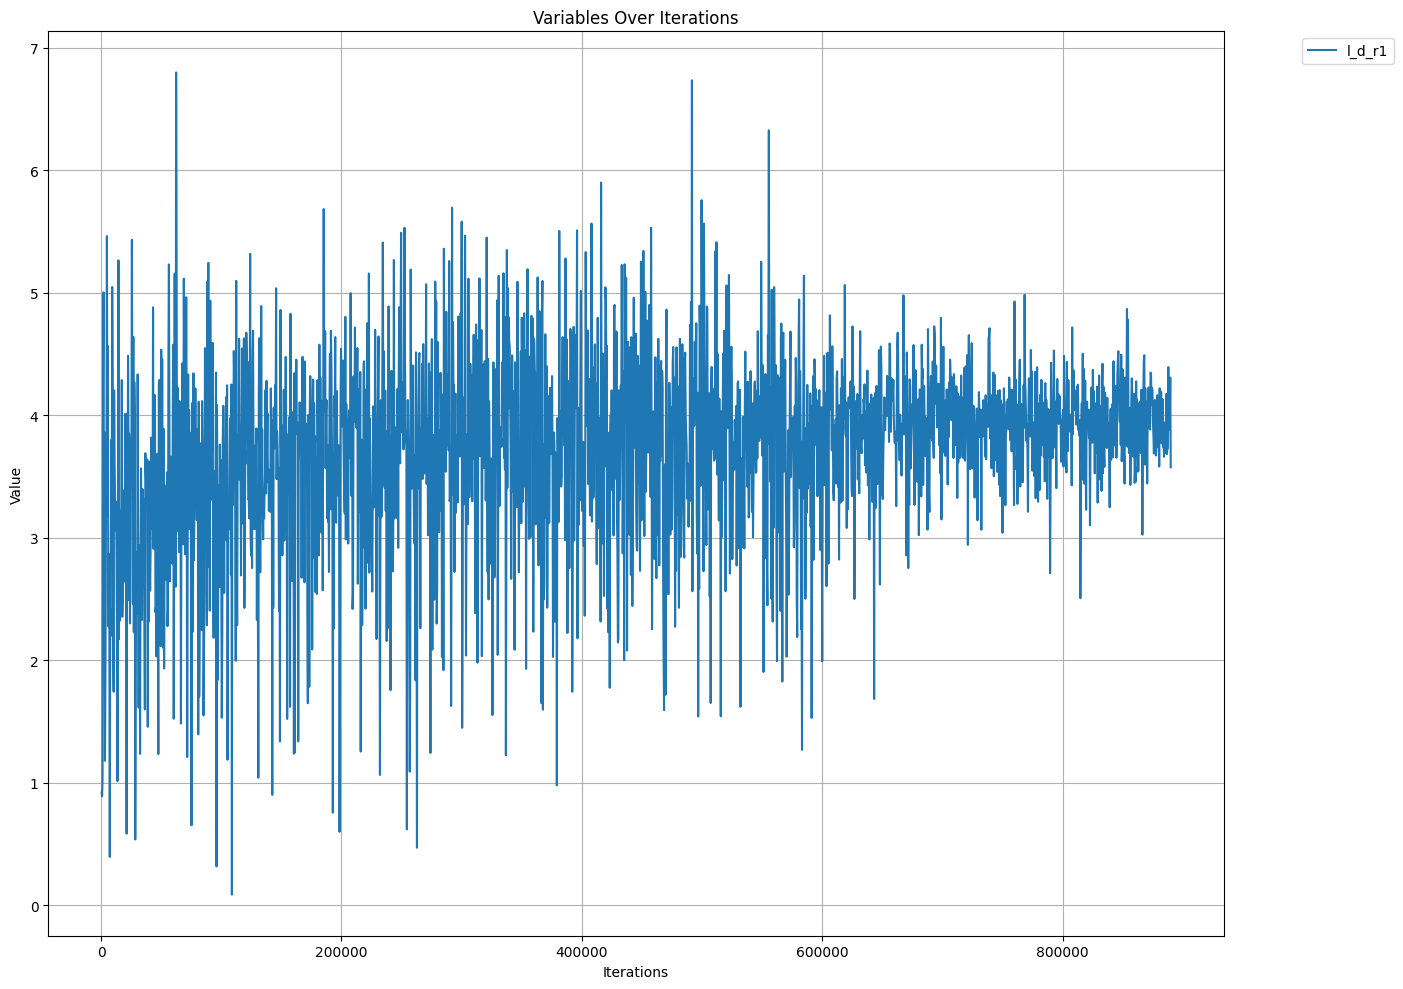 Variables Over Iterations
l_d_r1
7
6
5
4
3
2
1
0
Value
0 200000 400000 600000 800000
Iterations